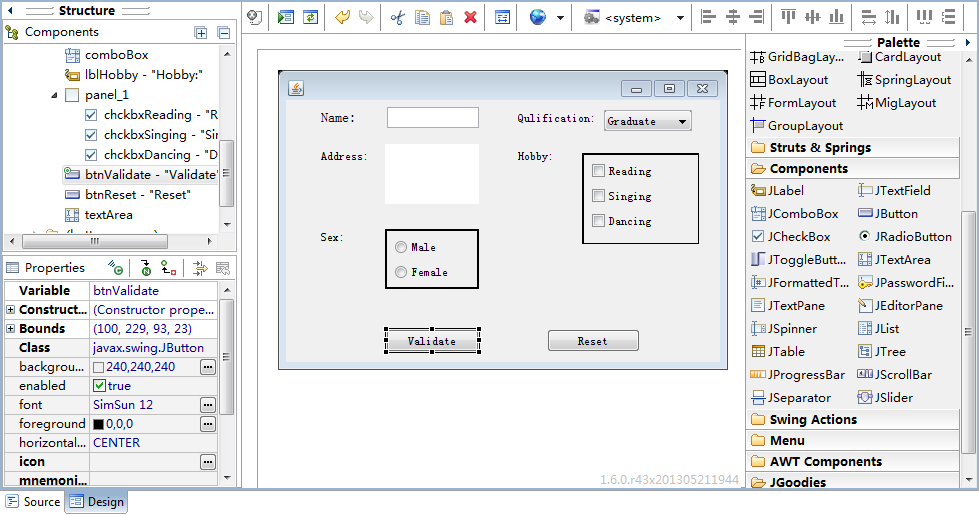 Structure
Components
comboBox
lblHobby - "Hobby:"
panel_1
chckbxReading - "R
chckbxSinging - "Sin
chckbxDancing - "D
btnValidate - "Validate"
btnReset - "Reset"
textArea
Properties
Variable btnValidate
Construct... (Constructor prope...
Bounds (100, 229, 93, 23)
Class javax.swing.JButton
backgrou... 240,240,240
enabled true
font SimSun 12
foreground 0,0,0
horizontal... CENTER
icon
mnemoni...
Source Design
<system>
Name:
Qulification: Graduate
Address:
Hobby:
Reading
Singing
Dancing
Sex:
Male
Female
Validate Reset
1.6.0.r43x201305211944
Palette
GridBagLay... CardLayout
BoxLayout SpringLayout
FormLayout MigLayout
GroupLayout
Struts & Springs
Components
JLabel JTextField
JComboBox JButton
JCheckBox JRadioButton
JToggleButt... JTextArea
JFormattedT... JPasswordFi...
JTextPane JEditorPane
JSpinner JList
JTable JTree
JProgressBar JScrollBar
JSeparator JSlider
Swing Actions
Menu
AWT Components
JGoodies